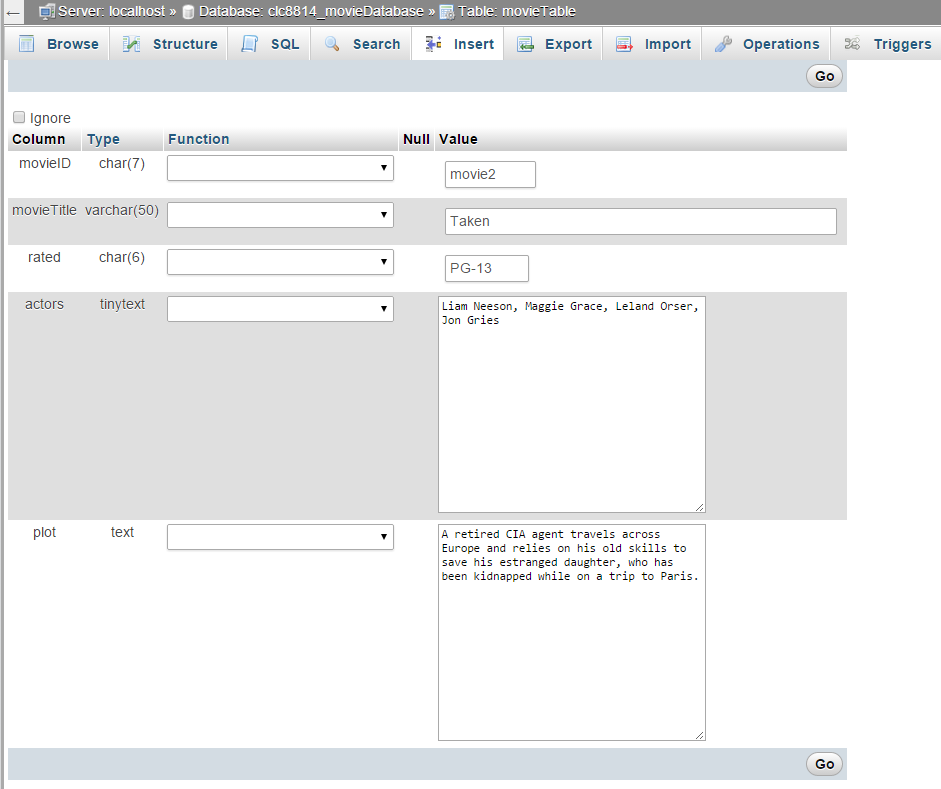 Server: localhost » Database: clc8814_movieDatabase » Table: movieTable
Browse Structure SQL Search Insert Export Import Operations Triggers
Go
Ignore
Column Type Function Null Value
movieID char(7) movie2
movieTitle varchar(50) Taken
rated char(6) PG-13
actors tinytext Liam Neeson, Maggie Grace, Leland Orser,
Jon Gries
plot text A retired CIA agent travels across
Europe and relies on his old skills to
save his estranged daughter, who has
been kidnapped while on a trip to Paris.
Go